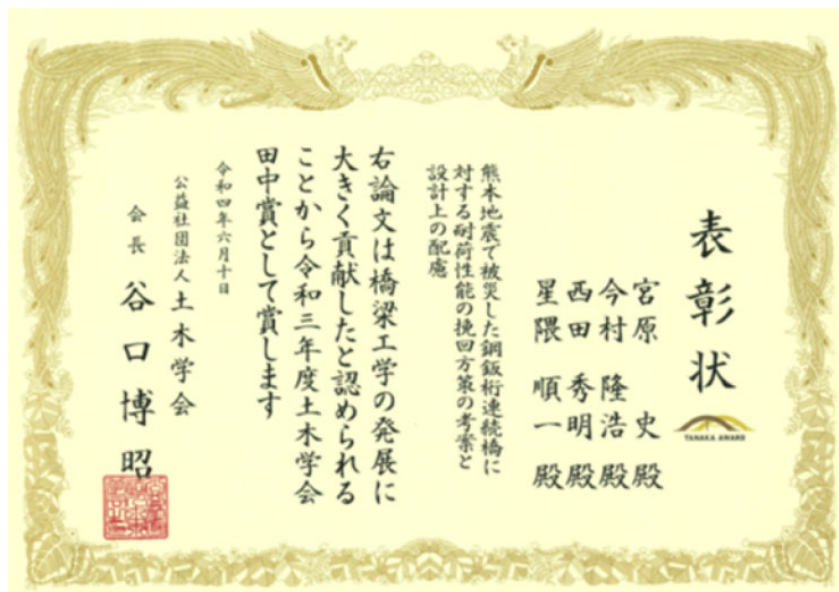 表彰状
TANAKA AWARD
宮原 史殿
今村 隆浩殿
西田 秀明殿
星隈 順一殿
熊本地震で被災した鋼鈑桁連続橋に
対する耐荷性能の挽回方策の考案と
設計上の配慮
右論文は橋梁工学の発展に
大きく貢献したと認められる
ことから令和三年度土木学会
田中賞として賞します
令和四年六月十日
公益社団法人土木学会
会長 谷口博昭